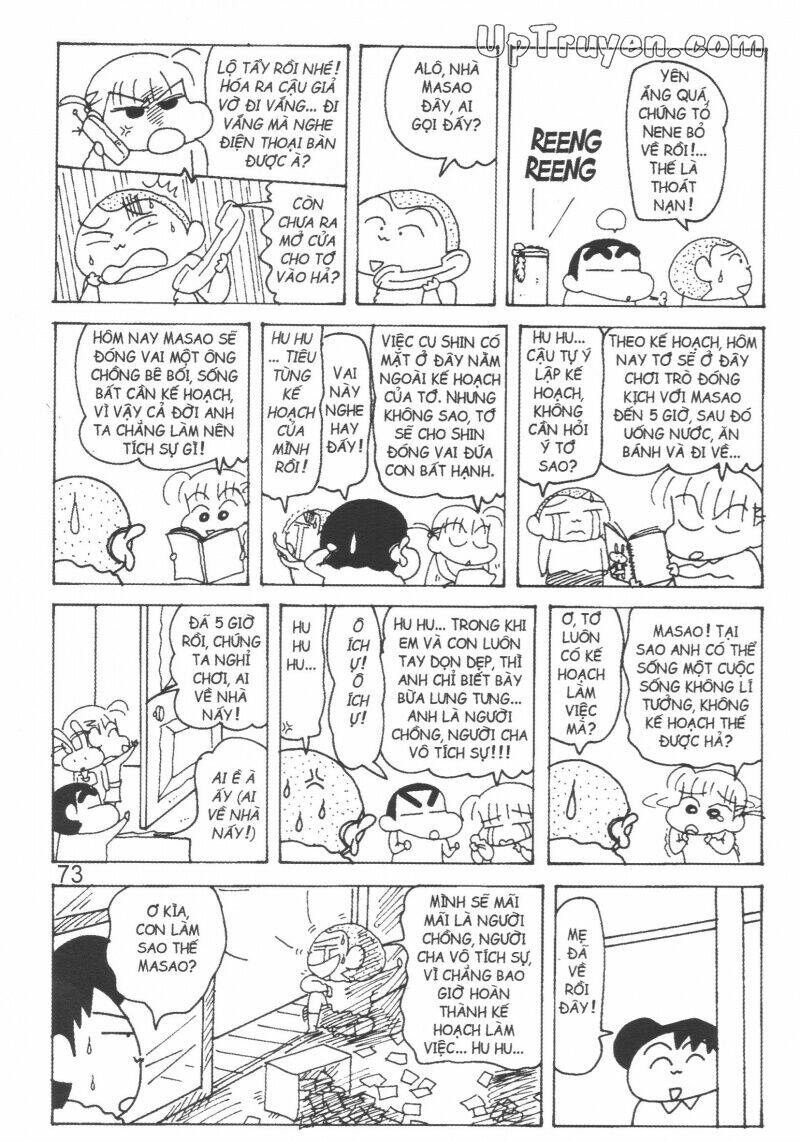 UpTruyen.com
YÊN
ẮNG QUÁ,
CHỨNG TỎ
NENE BỎ
VỀ RỒI!...
THẾ LÀ
THOÁT
NẠN!
REENG
REENG
ALÔ, NHÀ
MASAO
ĐÂY, AI
GỌI ĐẤY?
LỘ TẨY RỒI NHÉ!
HÓA RA CẬU GIẢ
VỜ ĐI VẮNG... ĐI
VẮNG MÀ NGHE
ĐIỆN THOẠI BÀN
ĐƯỢC À?
CÒN
CHƯA RA
MỞ CỬA
CHO TỚ
VÀO HẢ?
THEO KẾ HOẠCH, HÔM
NAY TỚ SẼ Ở ĐÂY
CHƠI TRÒ ĐÓNG
KỊCH VỚI MASAO
ĐẾN 5 GIỜ, SAU ĐÓ
UỐNG NƯỚC, ĂN
BÁNH VÀ ĐI VỀ...
HU HU...
CẬU TỰ Ý
LẬP KẾ
HOẠCH,
KHÔNG
CẦN HỎI
Ý TỚ
SAO?
VIỆC CU SHIN CÓ
MẶT Ở ĐÂY NẰM
NGOÀI KẾ HOẠCH
CỦA TỚ. NHƯNG
KHÔNG SAO, TỚ
SẼ CHO SHIN
ĐÓNG VAI ĐỨA
CON BẤT HẠNH.
VAI
NÀY
NGHE
HAY
ĐẤY!
HU HU
... TIÊU
TÙNG
KẾ
HOẠCH
CỦA
MÌNH
RỒI!
HÔM NAY MASAO SẼ
ĐÓNG VAI MỘT ÔNG
CHỒNG BÊ BỐI, SỐNG
BẤT CẦN KẾ HOẠCH,
VÌ VẬY CẢ ĐỜI ANH
TA CHẲNG LÀM NÊN
TÍCH SỰ GÌ!
MASAO! TẠI
SAO ANH CÓ THỂ
SỐNG MỘT CUỘC
SỐNG KHÔNG LÍ
TƯỞNG, KHÔNG
KẾ HOẠCH THẾ
ĐƯỢC HẢ?
Ơ, TỚ
LUÔN
CÓ KẾ
HOẠCH
LÀM
VIỆC
MÀ?
HU HU... TRONG KHI
EM VÀ CON LUÔN
TAY DỌN DẸP, THÌ
ANH CHỈ BIẾT BÀY
BỪA LUNG TUNG...
ANH LÀ NGƯỜI
CHỒNG, NGƯỜI CHA
VÔ TÍCH SỰ!!!
Ô
ÍCH
Ự!
Ô
ÍCH
Ự!
HU
HU
HU...
ĐÃ 5 GIỜ
RỒI, CHÚNG
TA NGHỈ
CHƠI, AI
VỀ NHÀ
NẤY!
AI Ề À
ẤY (AI
VỀ NHÀ
NẤY!)
73
MẸ
ĐÃ
VỀ
RỒI
ĐÂY!
MÌNH SẼ MÃI
MÃI LÀ NGƯỜI
CHỒNG, NGƯỜI
CHA VÔ TÍCH SỰ,
VÌ CHẲNG BAO
GIỜ HOÀN
THÀNH KẾ
HOẠCH LÀM
VIỆC... HU HU...
Ơ KÌA,
CON LÀM
SAO THẾ
MASAO?